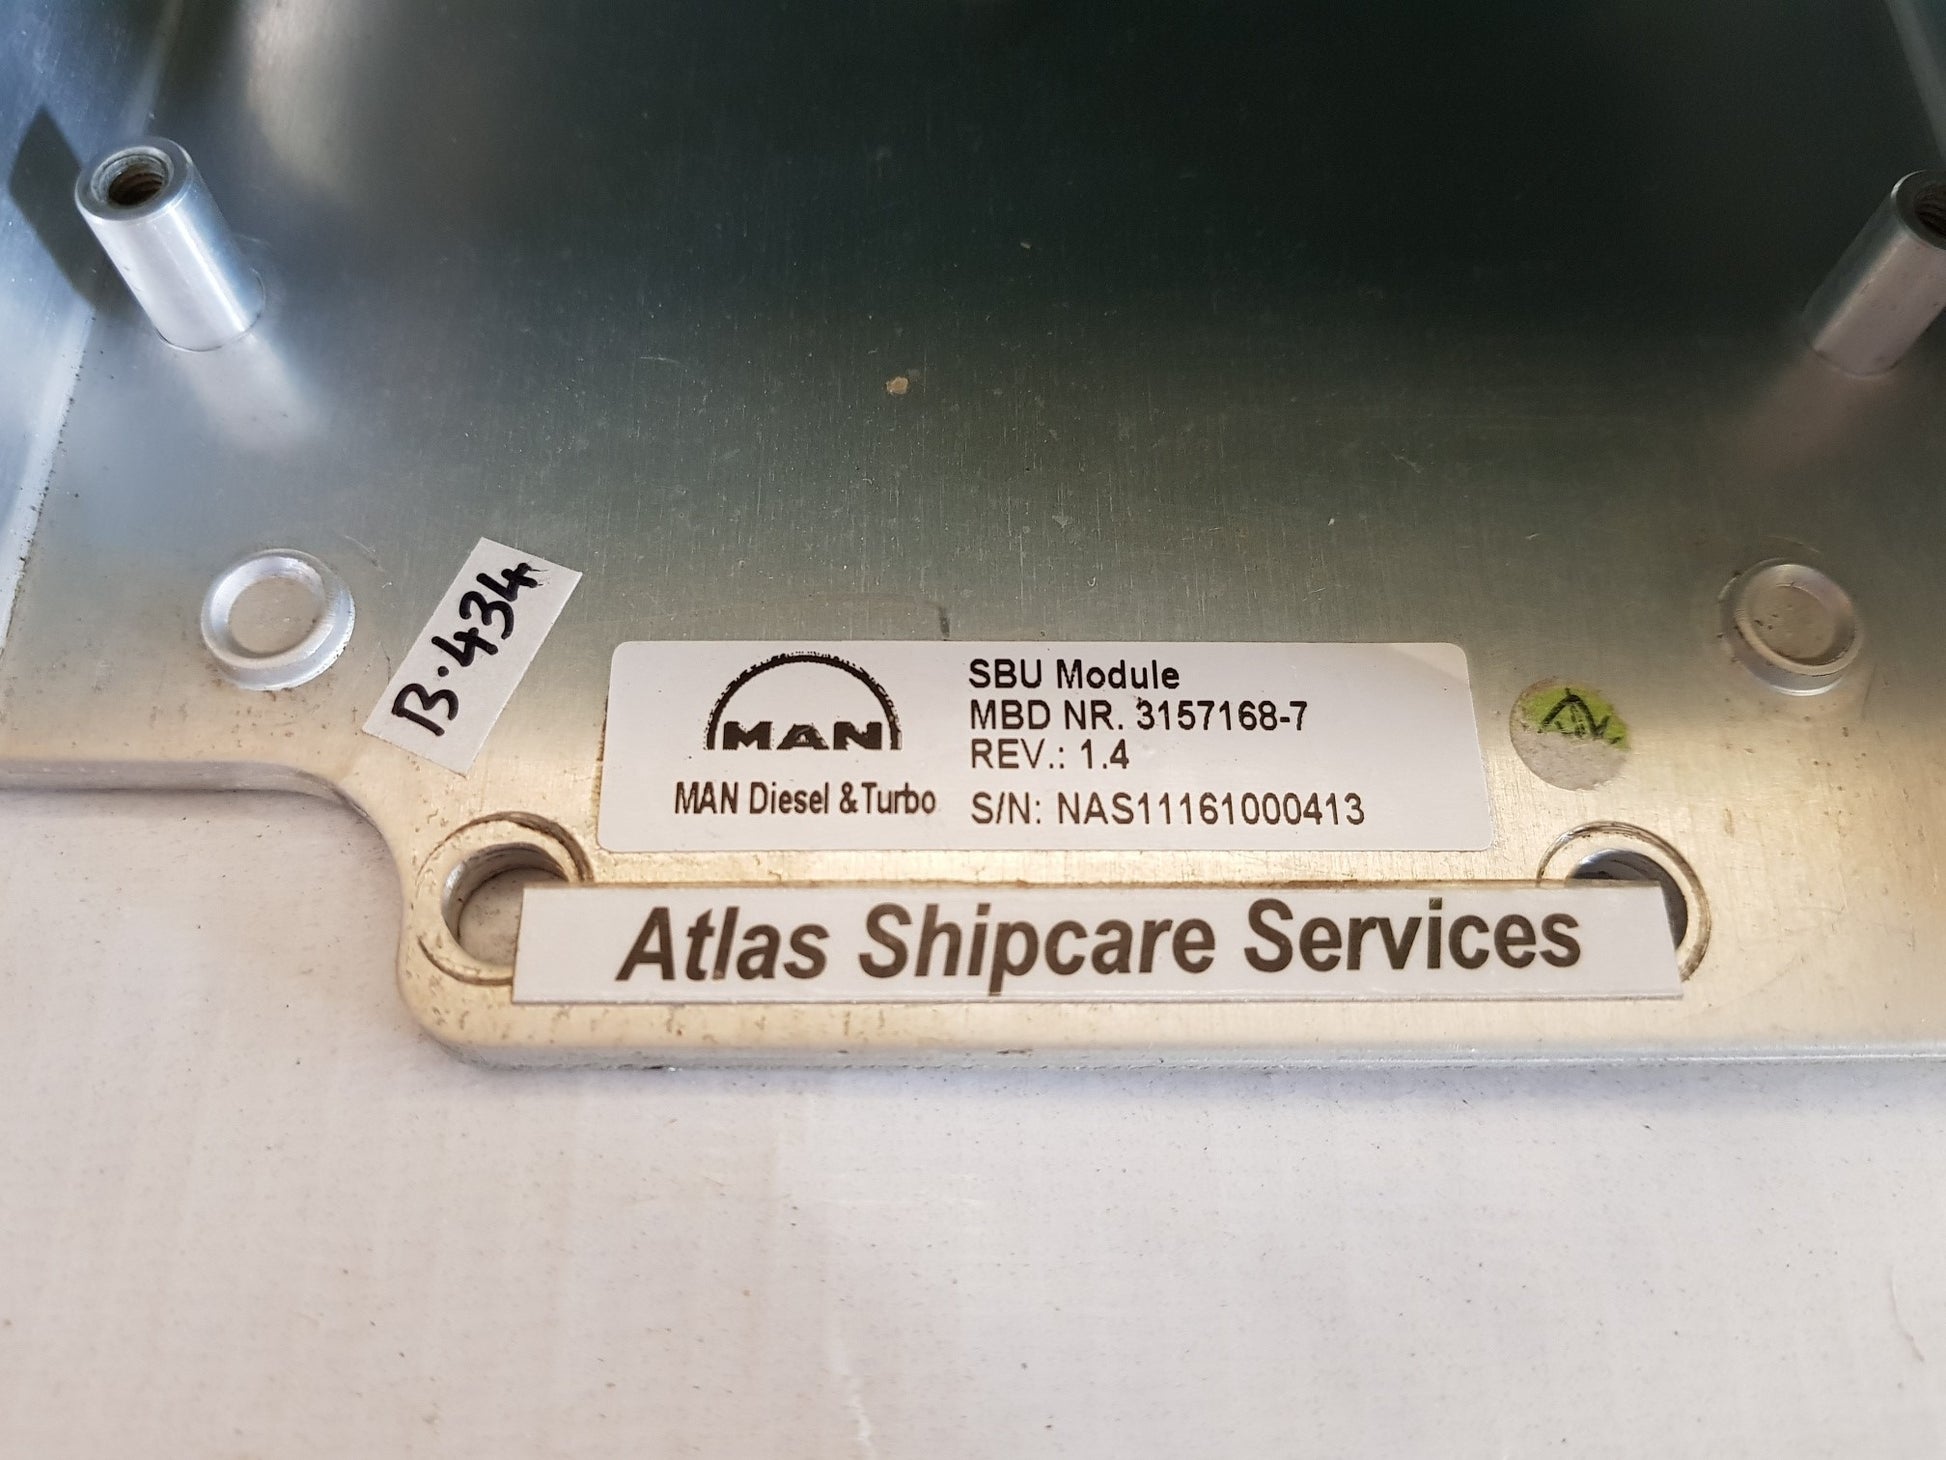 B.434
MAN
MAN Diesel & Turbo
SBU Module
MBD NR. 3157168-7
REV.: 1.4
S/N: NAS11161000413
Atlas Shipcare Services